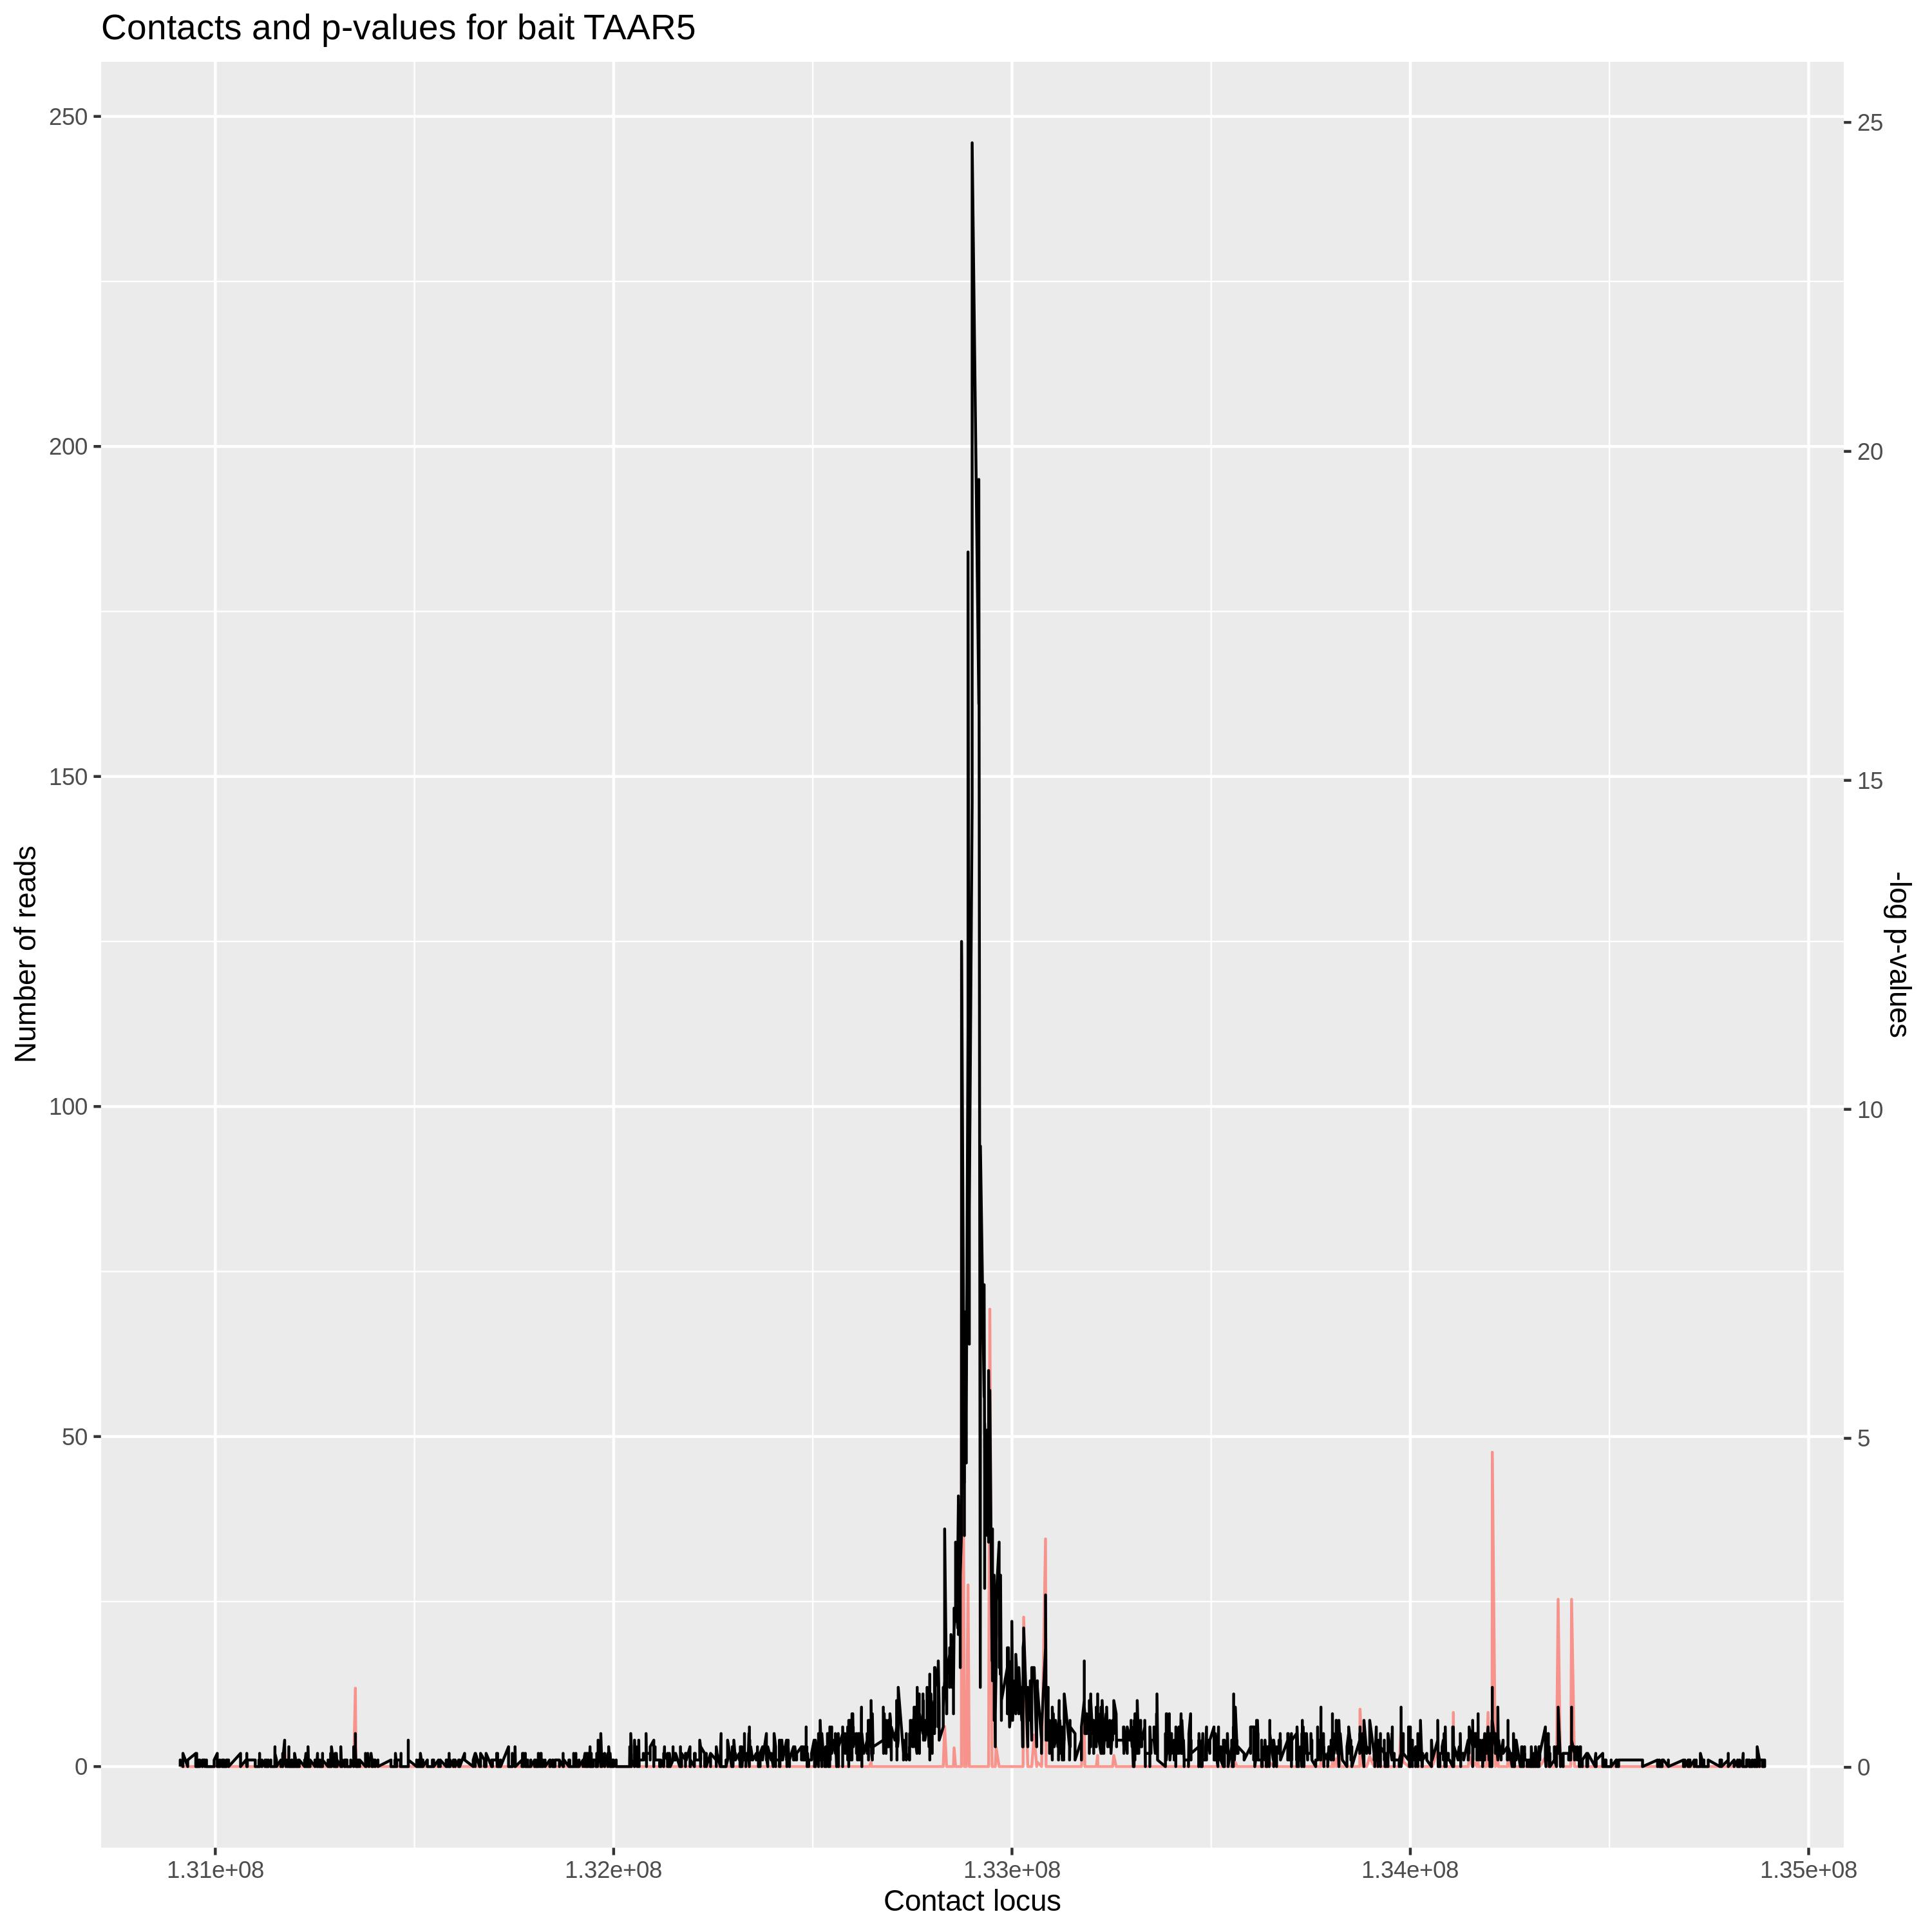 Contacts and p-values for bait TAAR5
250
200
150
100
50
0
Number of reads
25
20
15
10
5
0
-log p-values
1.31e+08
1.32e+08
1.33e+08
1.34e+08
1.35e+08
Contact locus